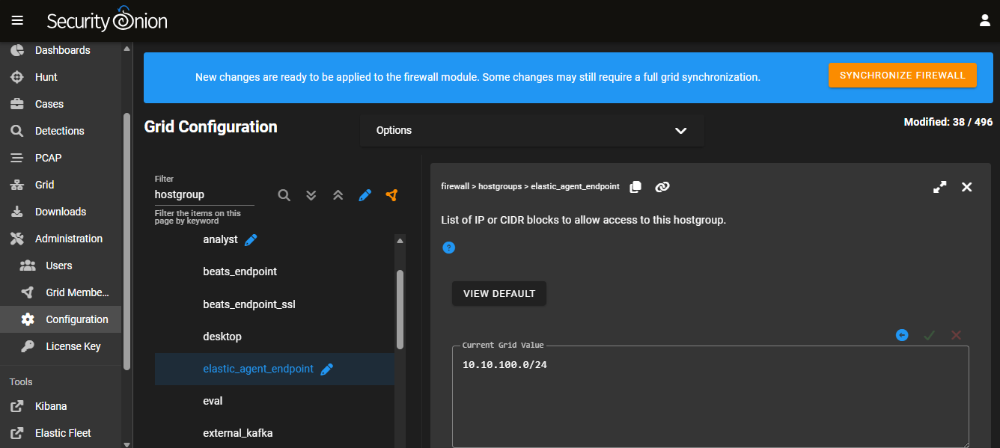 Security Onion
Dashboards
Hunt
Cases
Detections
PCAP
Grid
Downloads
Administration
Users
Grid Membe...
Configuration
License Key
Tools
Kibana
Elastic Fleet
New changes are ready to be applied to the firewall module. Some changes may still require a full grid synchronization.
SYNCHRONIZE FIREWALL
Grid Configuration
Options
Modified: 38 / 496
Filter
hostgroup
Filter the items on this
page by keyword
analyst
beats_endpoint
beats_endpoint_ssl
desktop
elastic_agent_endpoint
eval
external_kafka
firewall > hostgroups > elastic_agent_endpoint
List of IP or CIDR blocks to allow access to this hostgroup.
?
VIEW DEFAULT
Current Grid Value
10.10.100.0/24